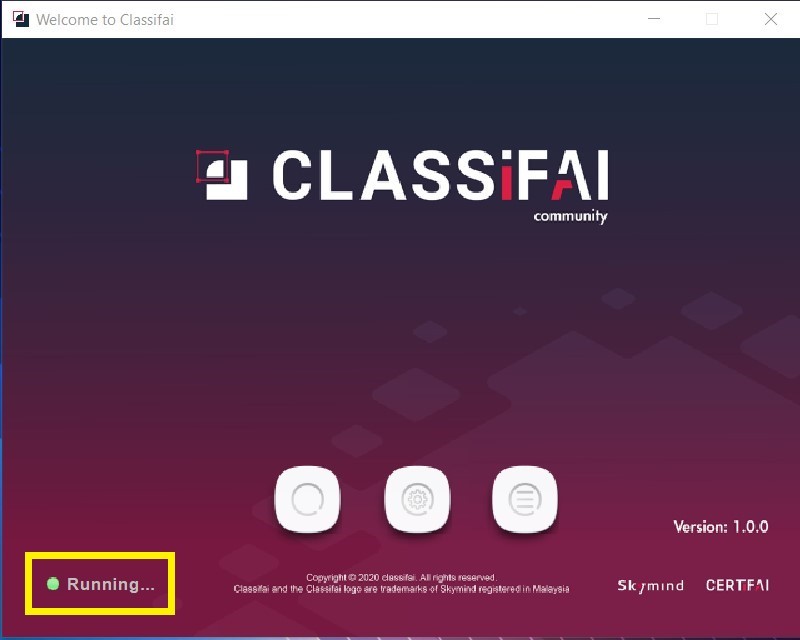 Welcome to Classifai
CLASSiFAI
community
Version: 1.0.0
Running...
Copyright © 2020 classifai. All rights reserved.
Classifai and the Classifai logo are trademarks of Skymind registered in Malaysia
Skymind
CERTIFAI